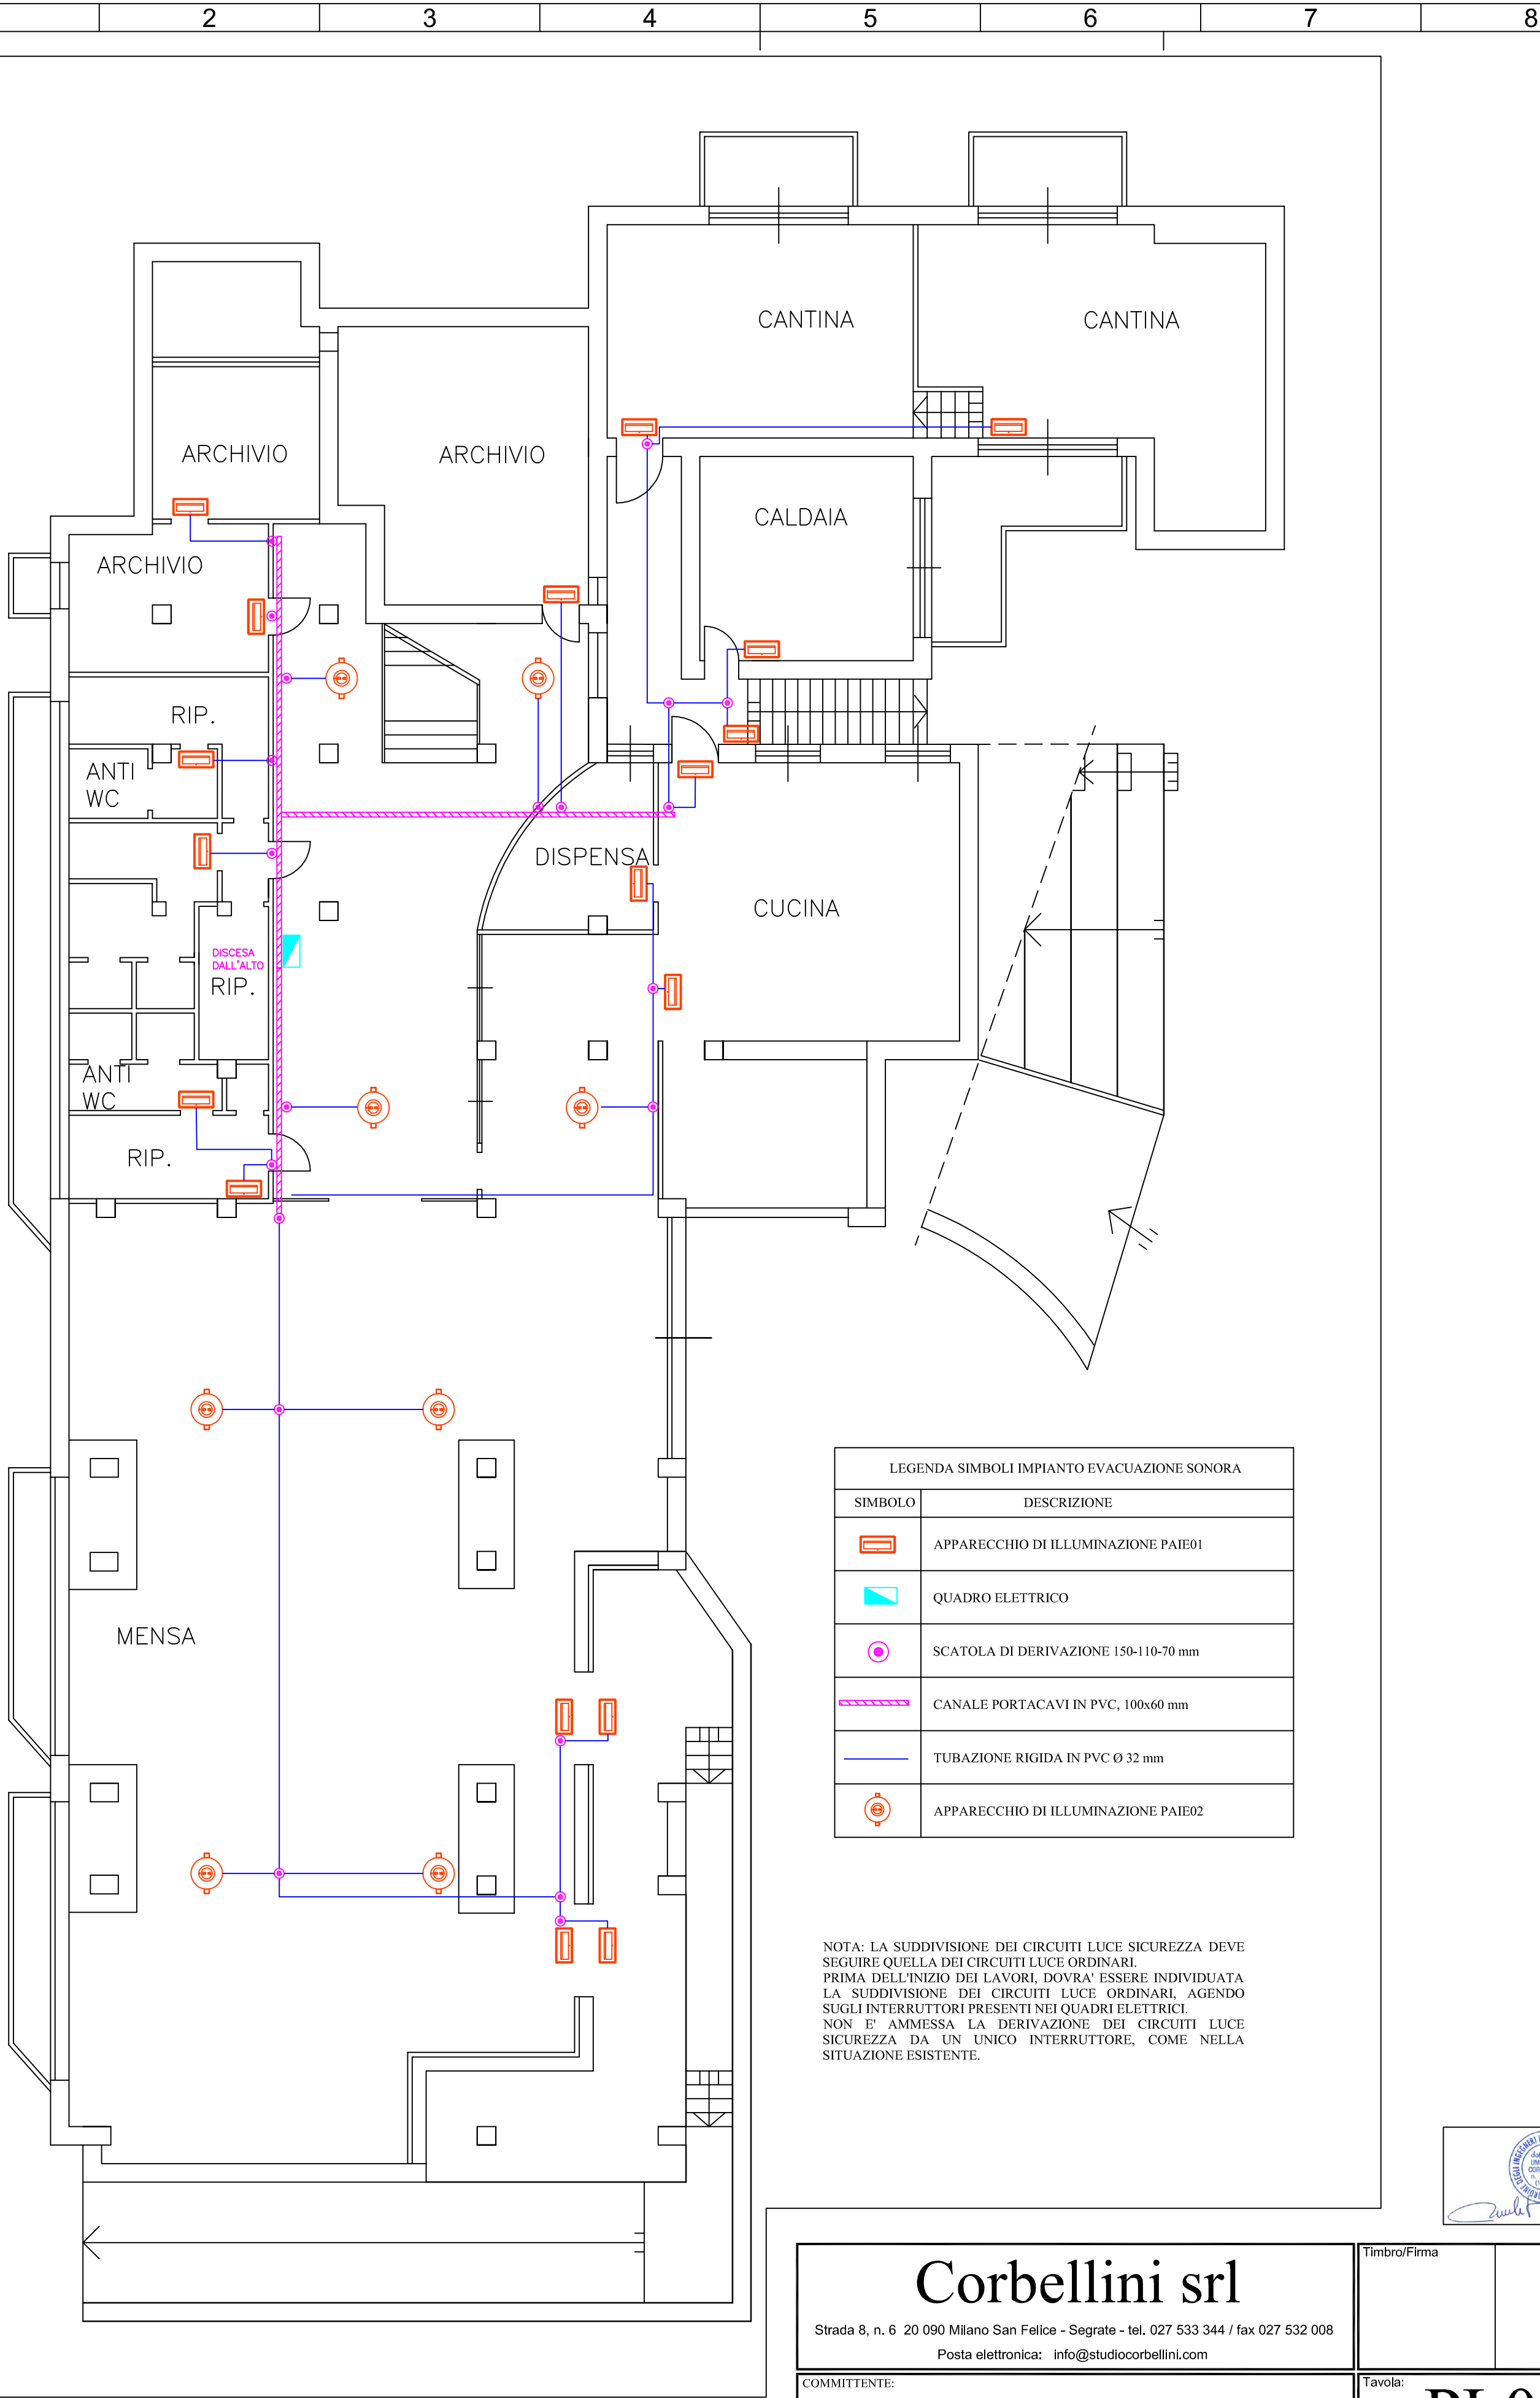 2 3 4 5 6 7 8
CANTINA
CANTINA
ARCHIVIO
ARCHIVIO
CALDAIA
ARCHIVIO
RIP.
ANTI
WC
DISPENSA
CUCINA
DISCESA
DALL'ALTO
RIP.
ANTI
WC
RIP.
MENSA
LEGENDA SIMBOLI IMPIANTO EVACUAZIONE SONORA
SIMBOLO DESCRIZIONE
APPARECCHIO DI ILLUMINAZIONE PAIE01
QUADRO ELETTRICO
SCATOLA DI DERIVAZIONE 150-110-70 mm
CANALE PORTACAVI IN PVC, 100x60 mm
TUBAZIONE RIGIDA IN PVC Ø 32 mm
APPARECCHIO DI ILLUMINAZIONE PAIE02
NOTA: LA SUDDIVISIONE DEI CIRCUITI LUCE SICUREZZA DEVE
SEGUIRE QUELLA DEI CIRCUITI LUCE ORDINARI.
PRIMA DELL'INIZIO DEI LAVORI, DOVRA' ESSERE INDIVIDUATA
LA SUDDIVISIONE DEI CIRCUITI LUCE ORDINARI, AGENDO
SUGLI INTERRUTTORI PRESENTI NEI QUADRI ELETTRICI.
NON E' AMMESSA LA DERIVAZIONE DEI CIRCUITI LUCE
SICUREZZA DA UN UNICO INTERRUTTORE, COME NELLA
SITUAZIONE ESISTENTE.
Corbellini srl
Strada 8, n. 6 20 090 Milano San Felice - Segrate - tel. 027 533 344 / fax 027 532 008
Posta elettronica: info@studiocorbellini.com
Timbro/Firma
COMMITTENTE:
Tavola: